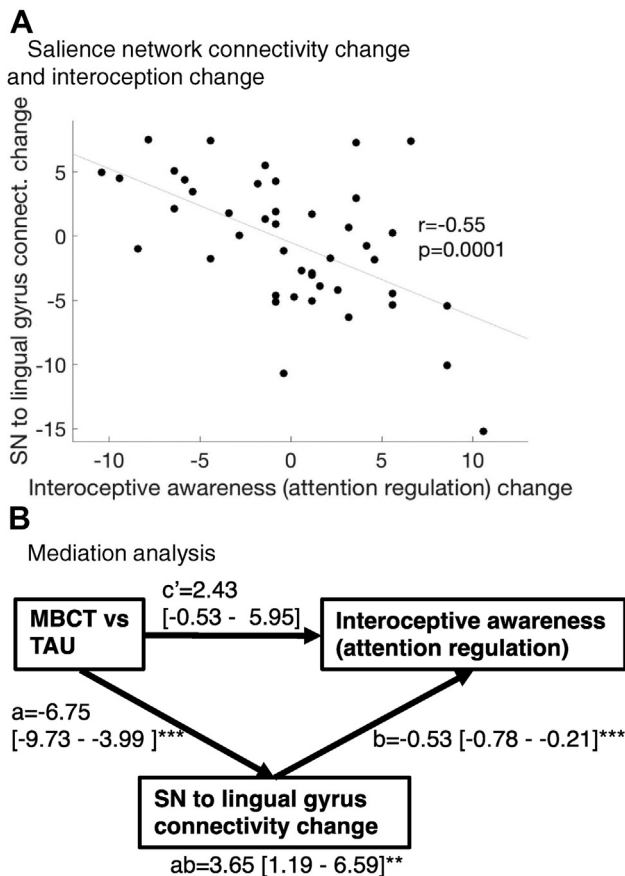 A
Salience network connectivity change
and interoception change
SN to lingual gyrus connect. change
5
0
-5
-10
-15
r=-0.55
p=0.0001
-10 -5 0 5 10
Interoceptive awareness (attention regulation) change
B
Mediation analysis
c'=2.43
[-0.53 - 5.95]
MBCT vs
TAU
Interoceptive awareness
(attention regulation)
a=-6.75
[-9.73 - -3.99 ]***
b=-0.53 [-0.78 - -0.21]***
SN to lingual gyrus
connectivity change
ab=3.65 [1.19 - 6.59]**